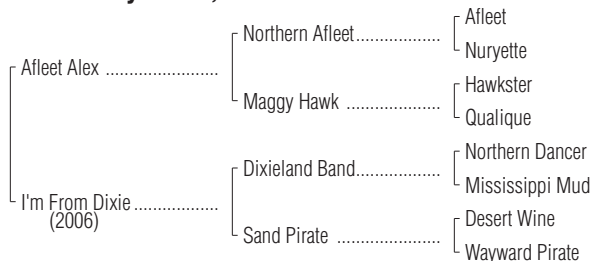 Afleet
Northern Afleet..................
Nuryette
Afleet Alex ........................
Hawkster
Maggy Hawk ....................
Qualique
Northern Dancer
Dixieland Band..................
Mississippi Mud
I'm From Dixie ..................
(2006)
Desert Wine
Sand Pirate ......................
Wayward Pirate